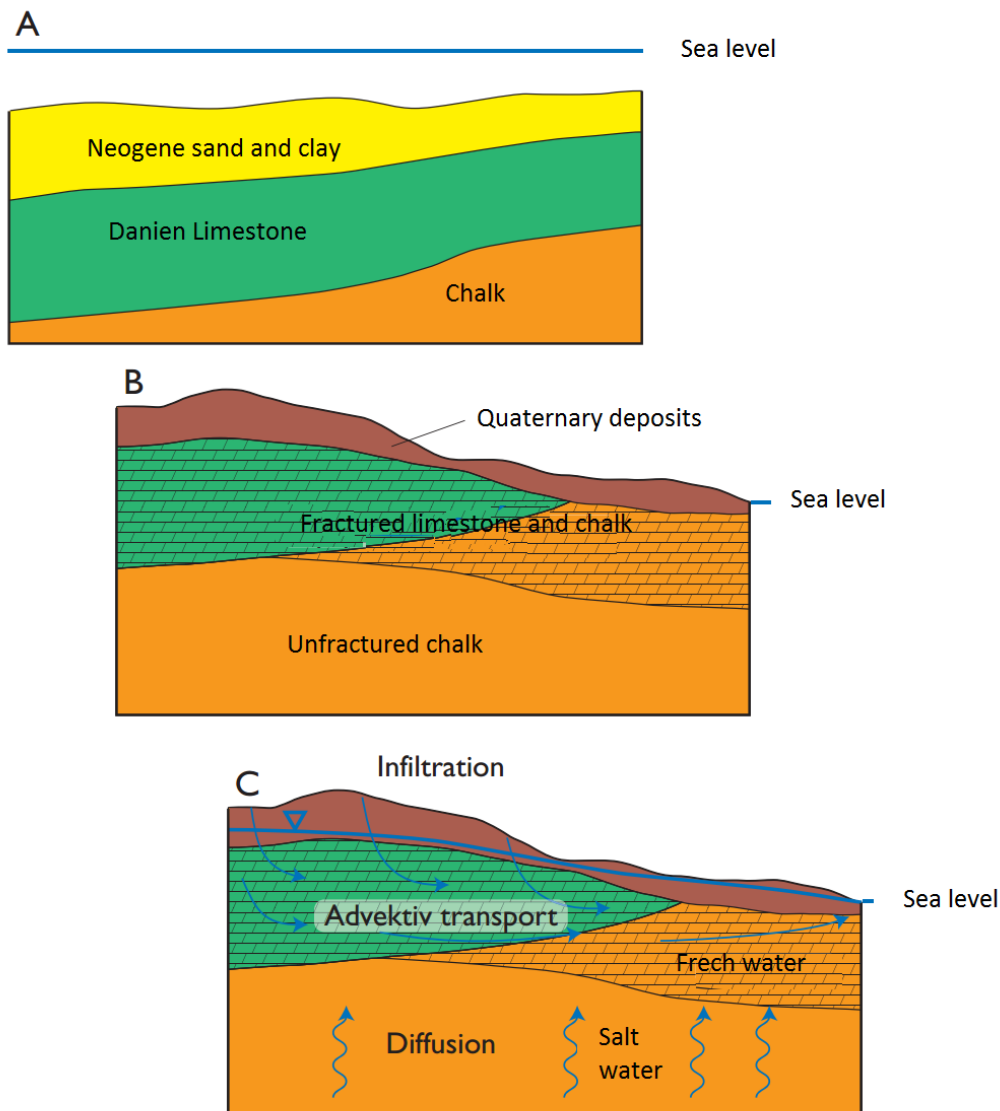 A
Sea level
Neogene sand and clay
Danien Limestone
Chalk
B
Quaternary deposits
Sea level
Fractured limestone and chalk
Unfractured chalk
Infiltration
C
Sea level
Advektiv transport
Frech water
Diffusion
Salt
water